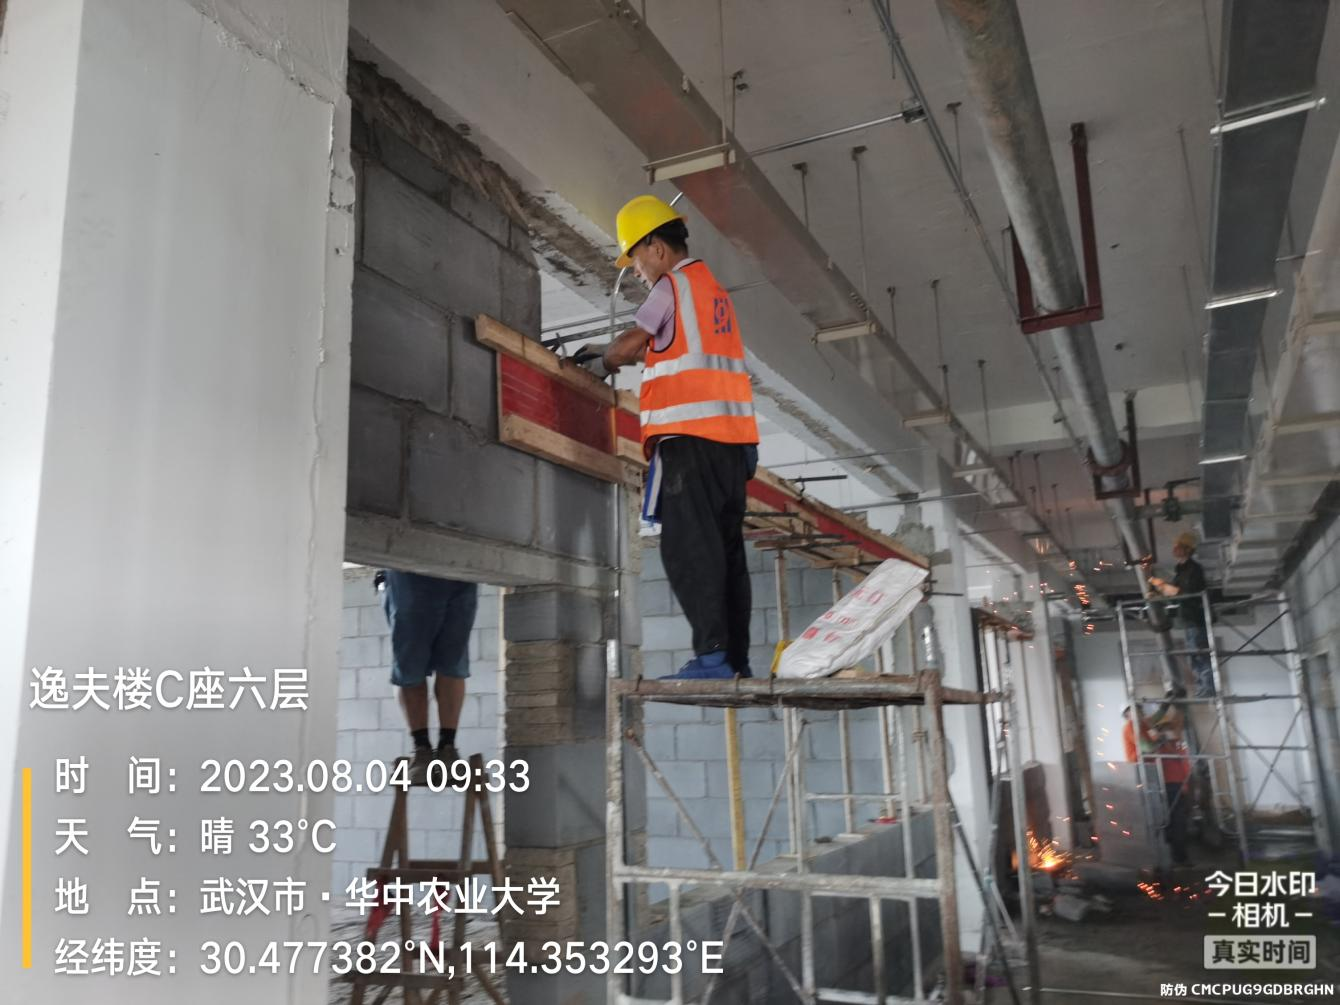 逸夫楼C座六层
时 间：2023.08.04 09:33
天 气：晴 33°C
地 点：武汉市·华中农业大学
经纬度：30.477382°N,114.353293°E
今日水印
-相机-
真实时间
防伪 CMCPUG9GDBRGHN